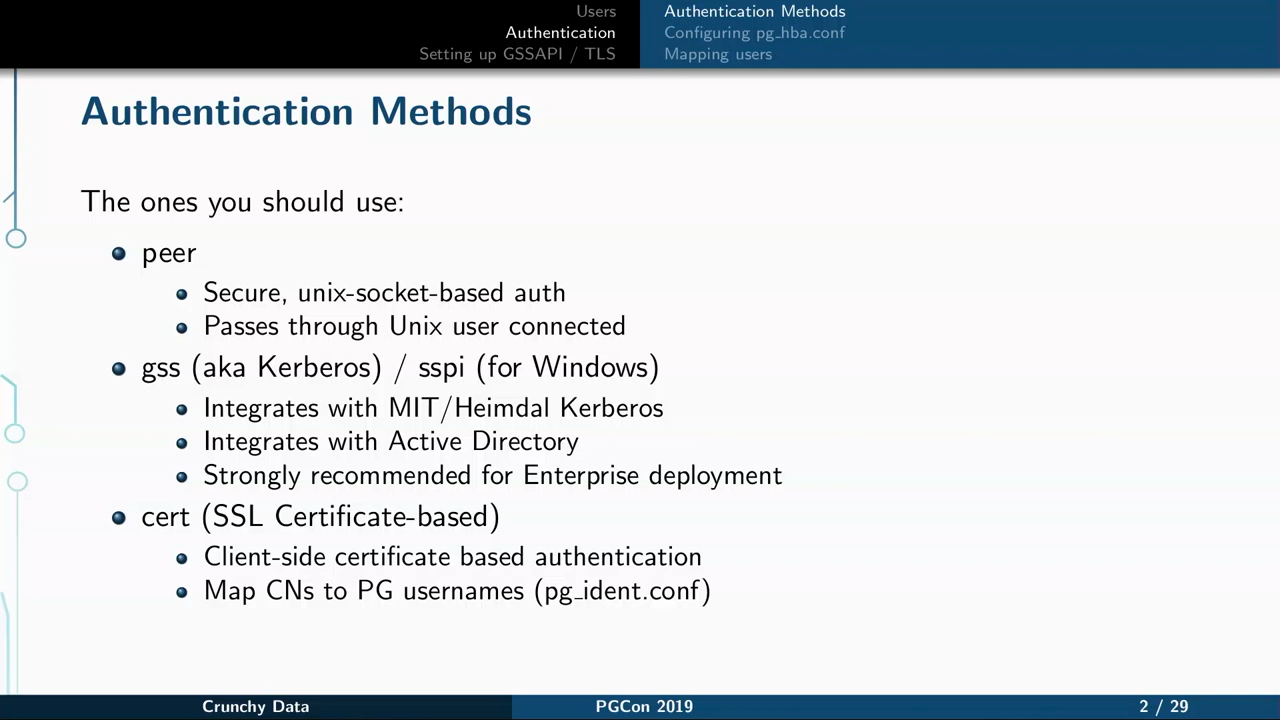 Users
Authentication
Setting up GSSAPI / TLS
Authentication Methods
Configuring pg_hba.conf
Mapping users
Authentication Methods
The ones you should use:
peer
Secure, unix-socket-based auth
Passes through Unix user connected
gss (aka Kerberos) / sspi (for Windows)
Integrates with MIT/Heimdal Kerberos
Integrates with Active Directory
Strongly recommended for Enterprise deployment
cert (SSL Certificate-based)
Client-side certificate based authentication
Map CNs to PG usernames (pg_ident.conf)
Crunchy Data
PGCon 2019
2 / 29